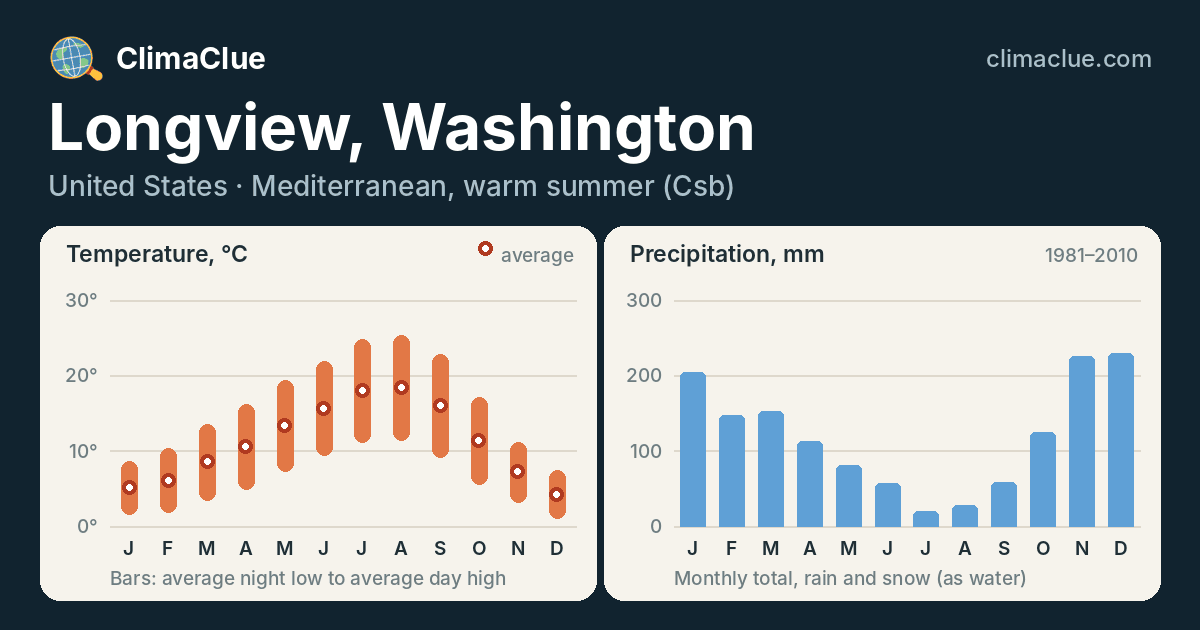 ClimaClue
climaclue.com
Longview, Washington
United States · Mediterranean, warm summer (Csb)
Temperature, °C
average
30°
20°
10°
0°
J F M A M J J A S O N D
Bars: average night low to average day high
Precipitation, mm
1981–2010
300
200
100
0
J F M A M J J A S O N D
Monthly total, rain and snow (as water)